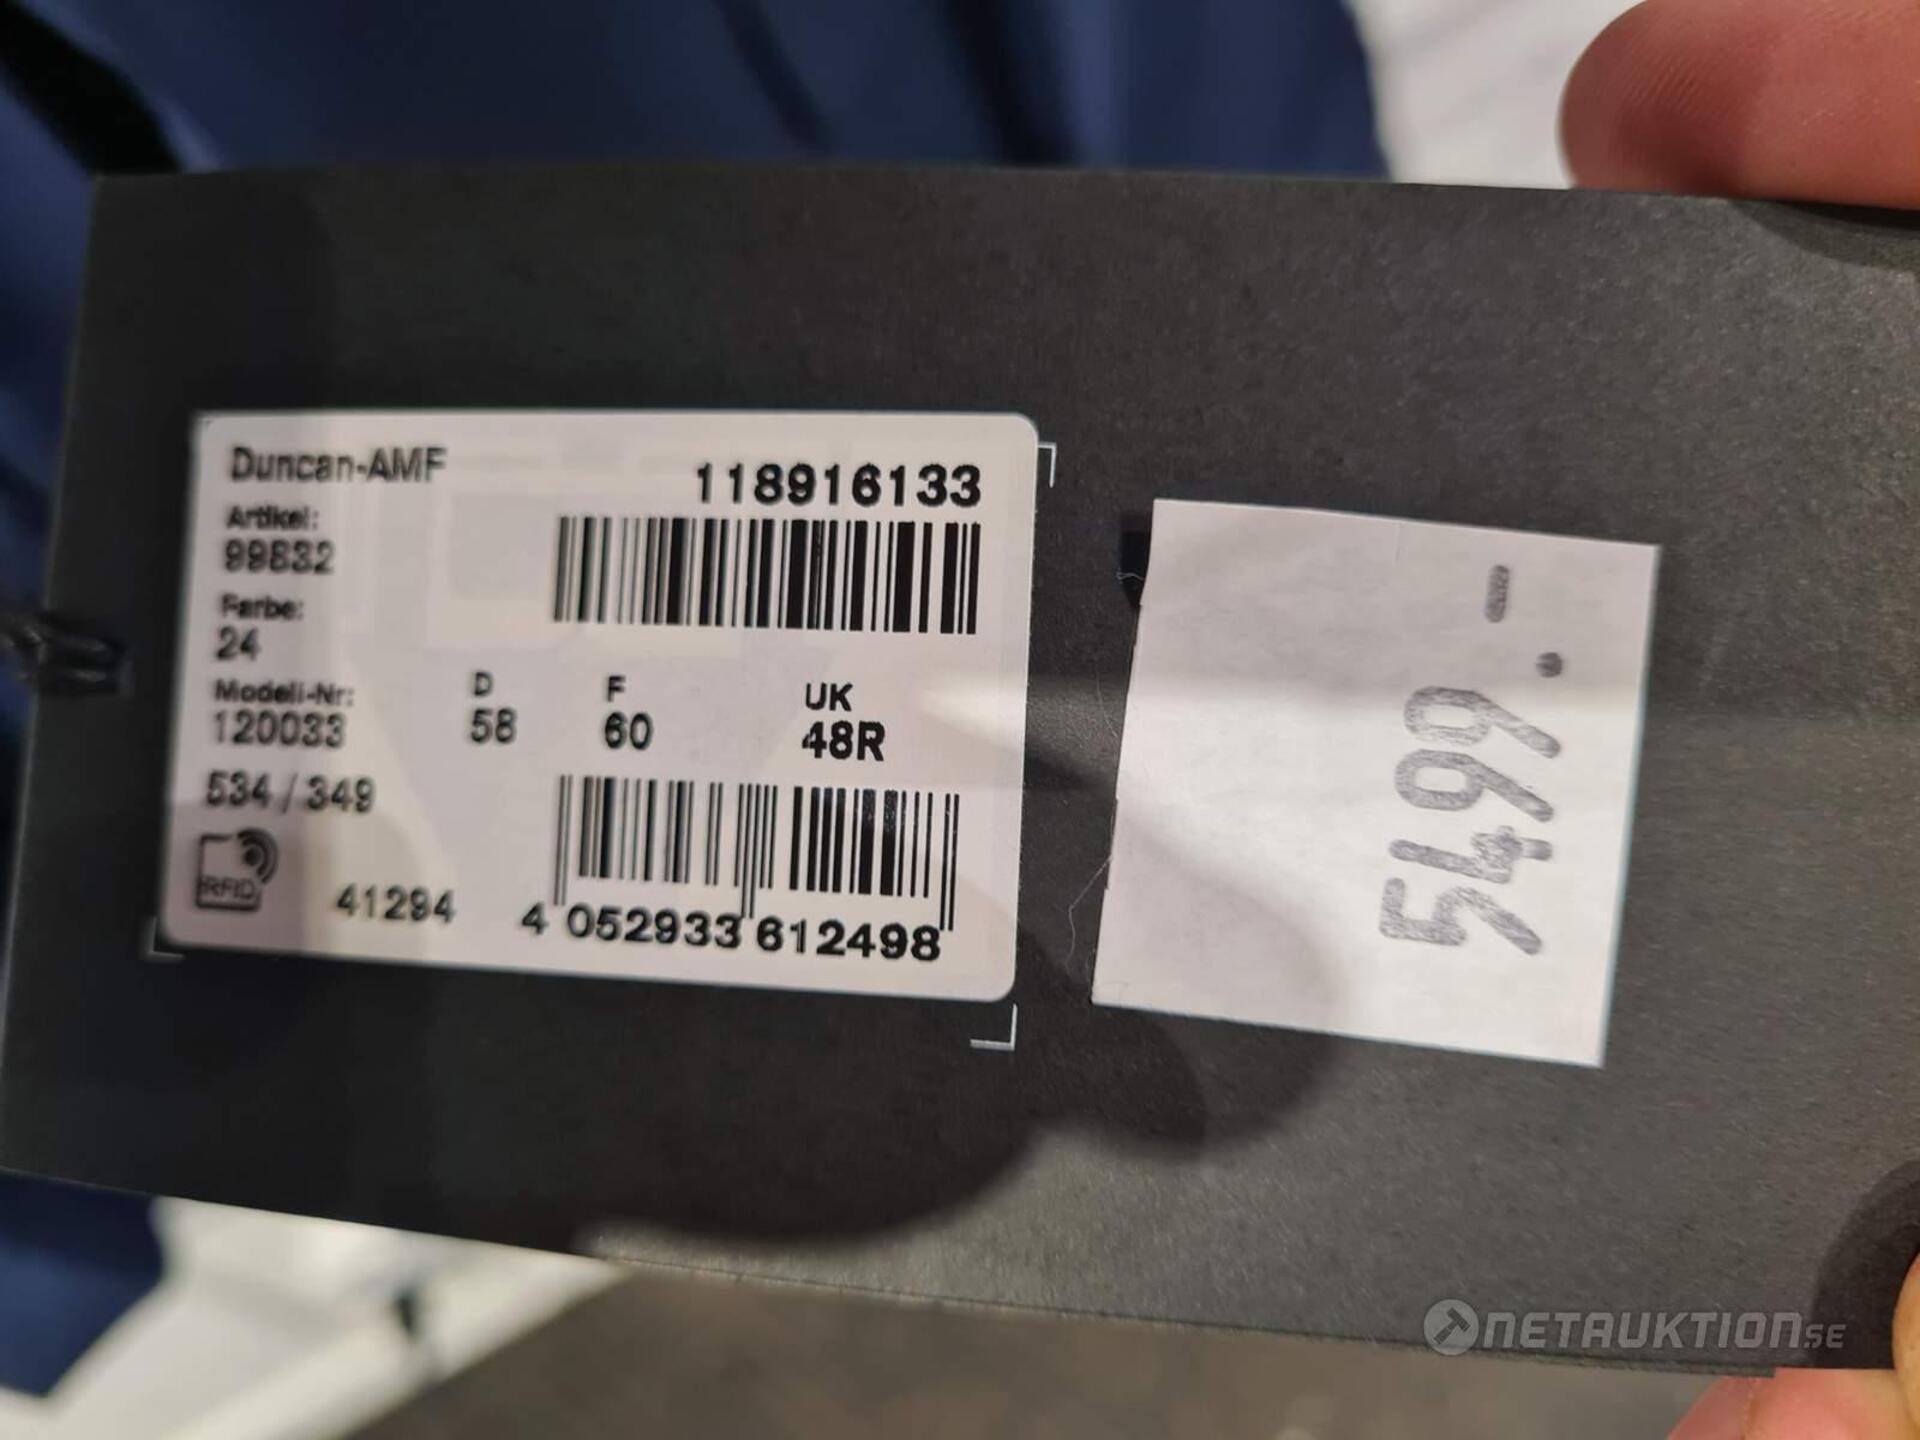 Duncan-AMF
118916133
Artikel:
99832
Farbe:
24
Modell-Nr:
120033
D
58
F
60
UK
48R
534 / 349
RFID
41294
4 052933 612498
5499.-
NETAUKTION.SE